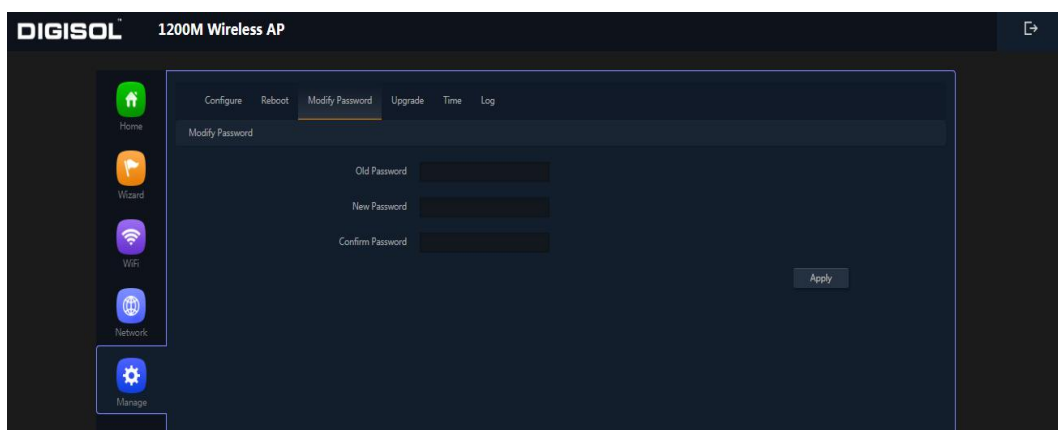 DIGISOL 1200M Wireless AP
Home
Wizard
WiFi
Network
Manage
Configure Reboot Modify Password Upgrade Time Log
Modify Password
Old Password
New Password
Confirm Password
Apply